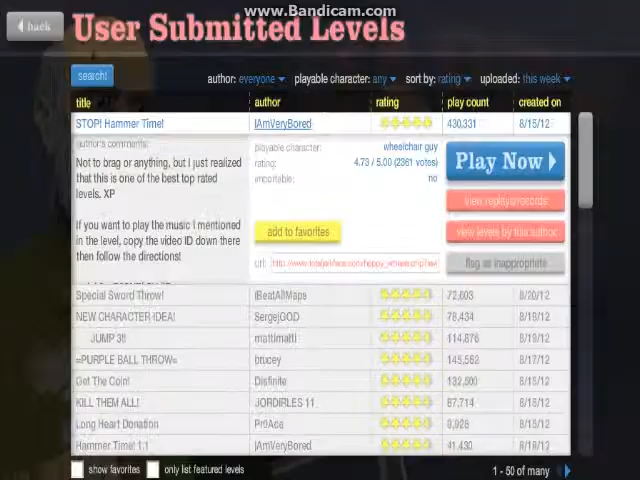 www.Bandicam.com
back
User Submitted Levels
search!
author: everyone playable character: any sort by: rating uploaded: this week
title author rating play count created on
STOP! Hammer Time! IAmVeryBored 430,331 8/15/12
author's comments:
Not to brag or anything, but I just realized
that this is one of the best top rated
levels. XP
If you want to play the music I mentioned
in the level, copy the video ID down there
then follow the directions!
playable character: wheelchair guy
rating: 4.73 / 5.00 (2361 votes)
importable: no
add to favorites
url:
Play Now
view replays/records
view levels by this author
flag as inappropriate
Special Sword Throw! iBeatAllMaps 72,603 8/20/12
NEW CHARACTER IDEA! SergejGOD 78,434 8/19/12
JUMP 3!! mattimatti 114,876 8/19/12
=PURPLE BALL THROW= brucey 145,562 8/17/12
Get The Coin! Disfinite 132,500 8/15/12
KILL THEM ALL! JORDIRLES 11 87,714 8/15/12
Long Heart Donation 8/15/12
Hammer Time! 1.1 IAmVeryBored 41,430 8/18/12
show favorites only list featured levels 1 - 50 of many